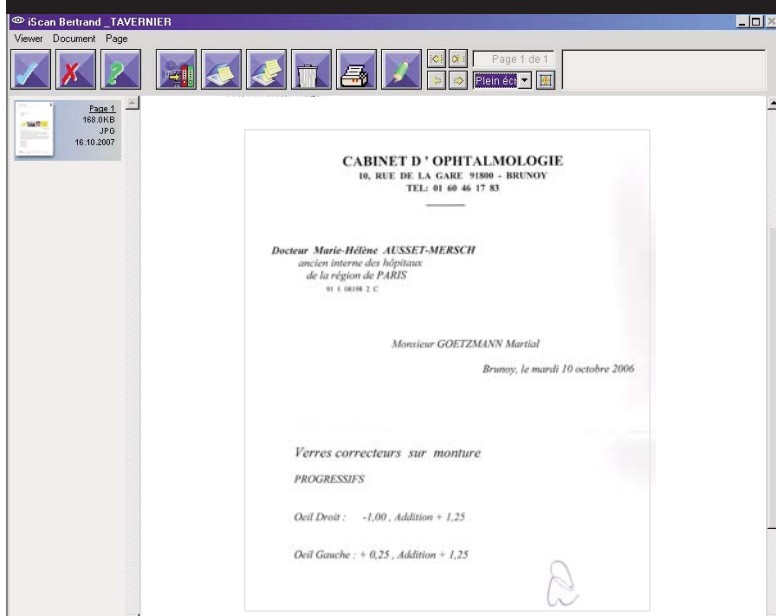 iScan Bertrand _TAVERNIER
Viewer Document Page
Page 1 de 1
Plein écr
Page 1
168.0KB
JPG
16.10.2007
CABINET D ' OPHTALMOLOGIE
10, RUE DE LA GARE 91800 - BRUNOY
TEL: 01 60 46 17 83
Docteur Marie-Hélène AUSSET-MERSCH
ancien interne des hôpitaux
de la région de PARIS
91 1 08198 2 C
Monsieur GOETZMANN Martial
Brunoy, le mardi 10 octobre 2006
Verres correcteurs sur monture
PROGRESSIFS
Oeil Droit : -1,00 , Addition + 1,25
Oeil Gauche : + 0,25 , Addition + 1,25